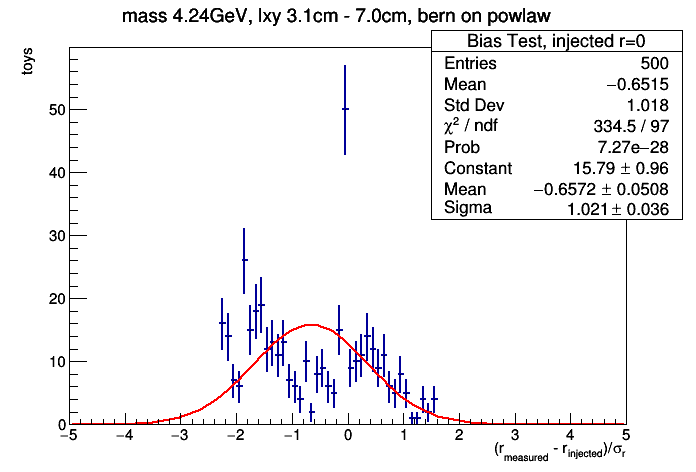 mass 4.24GeV, lxy 3.1cm - 7.0cm, bern on powlaw
Bias Test, injected r=0
Entries 500
Mean −0.6515
Std Dev 1.018
χ² / ndf 334.5 / 97
Prob 7.27e−28
Constant 15.79 ± 0.96
Mean −0.6572 ± 0.0508
Sigma 1.021 ± 0.036
toys
50
40
30
20
10
0
−5 −4 −3 −2 −1 0 1 2 3 4 5
(r_measured - r_injected)/σ_r